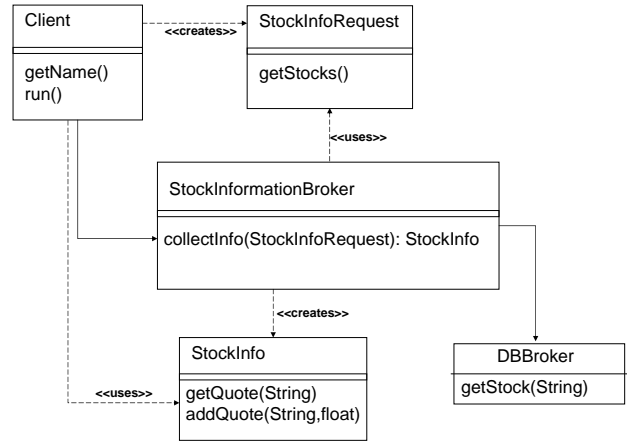 Client
StockInfoRequest
<<creates>>
getName()
run()
getStocks()
<<uses>>
StockInformationBroker
collectInfo(StockInfoRequest): StockInfo
<<creates>>
StockInfo
DBBroker
<<uses>>
getQuote(String)
addQuote(String,float)
getStock(String)